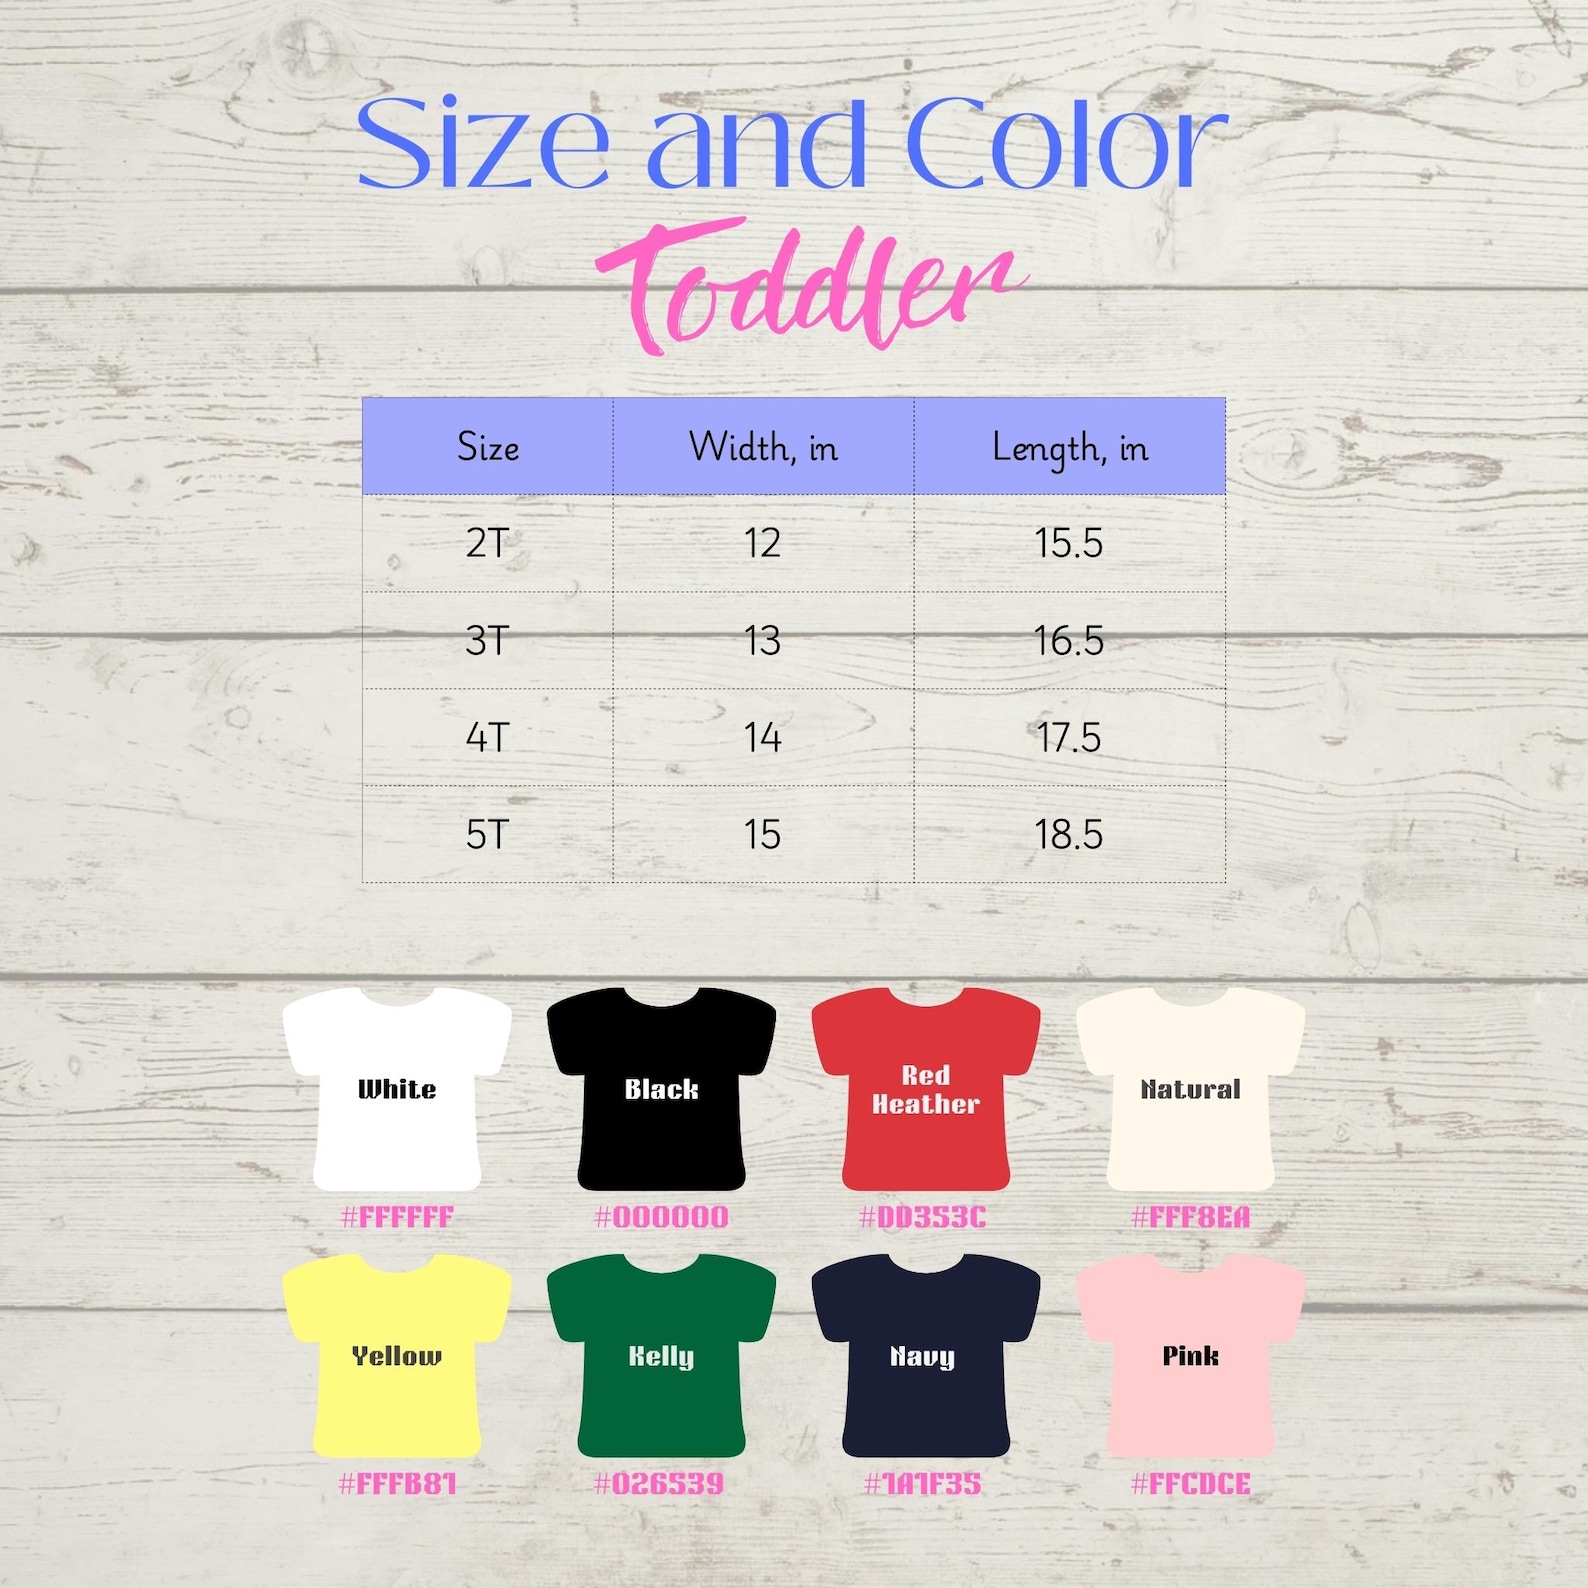 Size and Color
Toddler
Size Width, in Length, in
2T 12 15.5
3T 13 16.5
4T 14 17.5
5T 15 18.5
White Black Red Heather Natural
#FFFFFF #000000 #DD353C #FFF8EA
Yellow Kelly Navy Pink
#FFFB81 #026539 #1A1F35 #FFCDCE